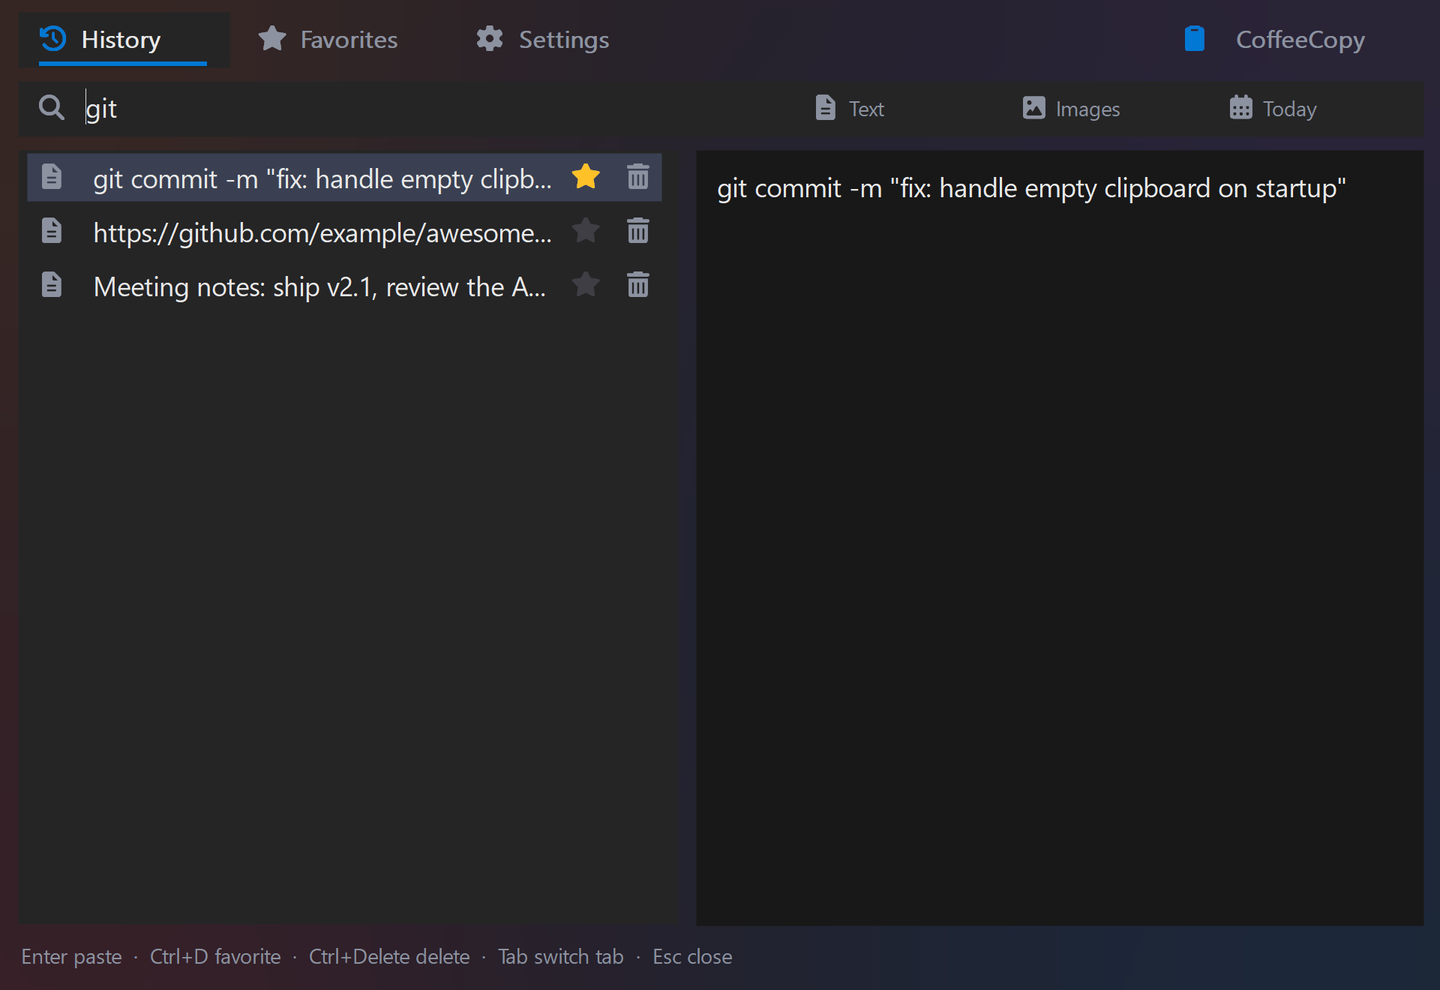 History Favorites Settings CoffeeCopy
git Text Images Today
git commit -m "fix: handle empty clipb...
https://github.com/example/awesome...
Meeting notes: ship v2.1, review the A...
git commit -m "fix: handle empty clipboard on startup"
Enter paste · Ctrl+D favorite · Ctrl+Delete delete · Tab switch tab · Esc close